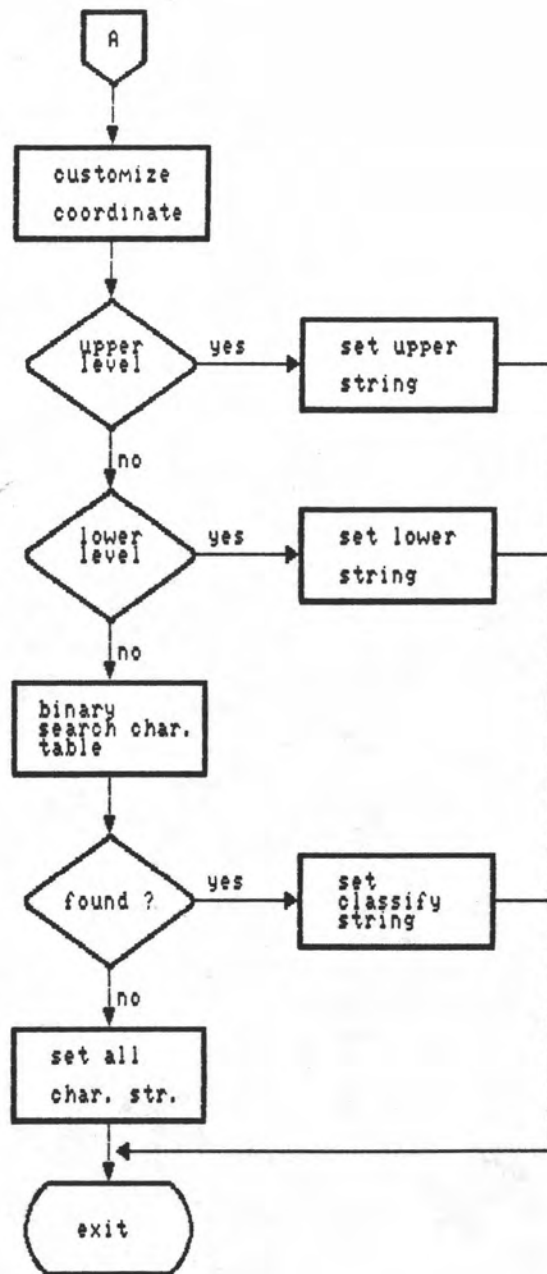 A
customize
coordinate
upper
level
yes
set upper
string
no
lower
level
yes
set lower
string
no
binary
search char.
table
found ?
yes
set
classify
string
no
set all
char. str.
exit